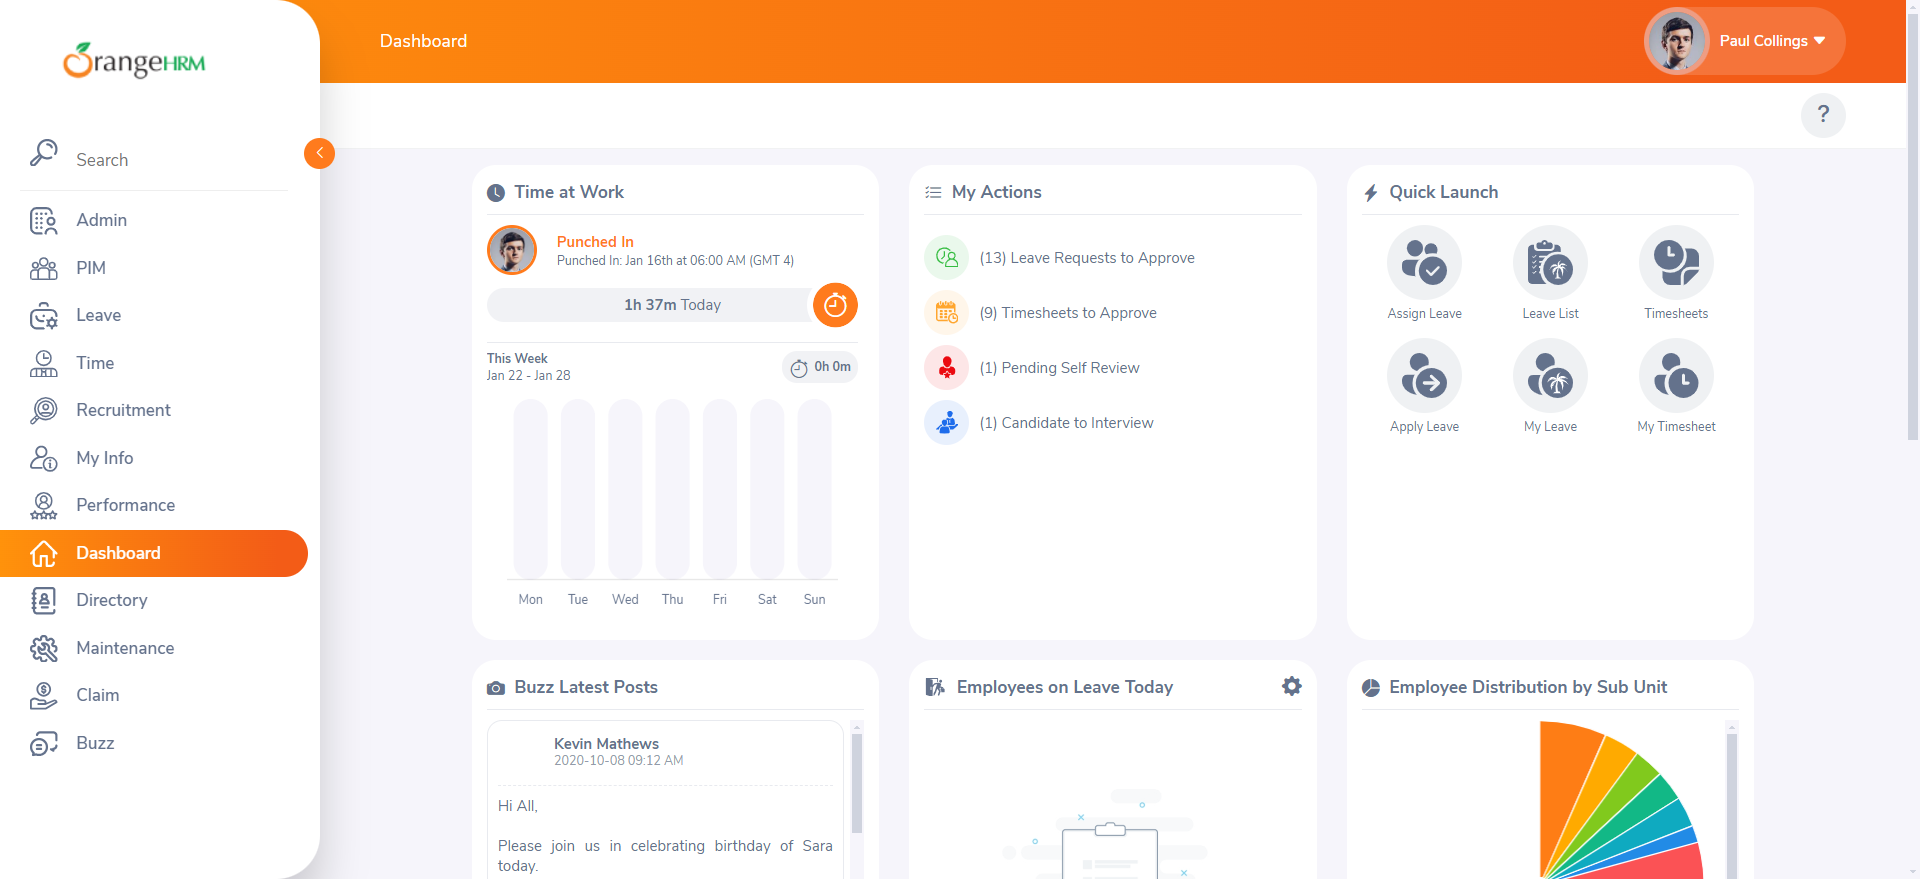 OrangeHRM
Search
Admin
PIM
Leave
Time
Recruitment
My Info
Performance
Dashboard
Directory
Maintenance
Claim
Buzz
Dashboard
Paul Collings
?
Time at Work
Punched In
Punched In: Jan 16th at 06:00 AM (GMT 4)
1h 37m Today
This Week
Jan 22 - Jan 28
0h 0m
Mon Tue Wed Thu Fri Sat Sun
My Actions
(13) Leave Requests to Approve
(9) Timesheets to Approve
(1) Pending Self Review
(1) Candidate to Interview
Quick Launch
Assign Leave Leave List Timesheets
Apply Leave My Leave My Timesheet
Buzz Latest Posts
Kevin Mathews
2020-10-08 09:12 AM
Hi All,
Please join us in celebrating birthday of Sara
today.
Employees on Leave Today
Employee Distribution by Sub Unit